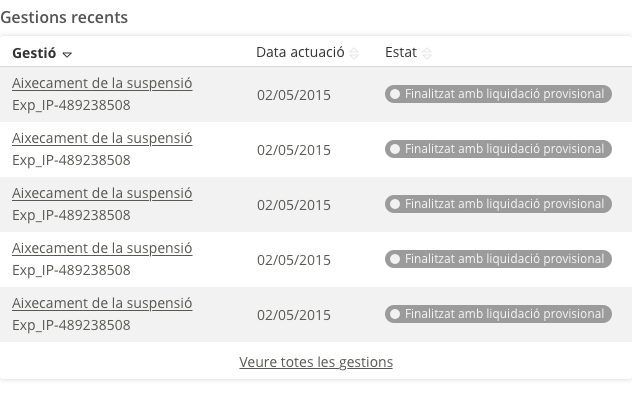 Gestions recents
Gestió Data actuació Estat
Aixecament de la suspensió
Exp_IP-489238508 02/05/2015 Finalitzat amb liquidació provisional
Aixecament de la suspensió
Exp_IP-489238508 02/05/2015 Finalitzat amb liquidació provisional
Aixecament de la suspensió
Exp_IP-489238508 02/05/2015 Finalitzat amb liquidació provisional
Aixecament de la suspensió
Exp_IP-489238508 02/05/2015 Finalitzat amb liquidació provisional
Aixecament de la suspensió
Exp_IP-489238508 02/05/2015 Finalitzat amb liquidació provisional
Veure totes les gestions